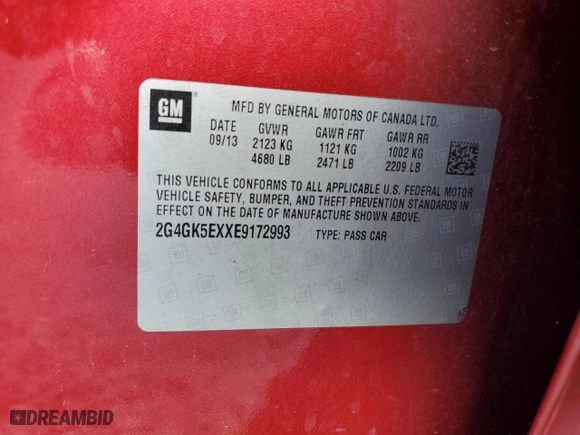 GM
MFD BY GENERAL MOTORS OF CANADA LTD.
DATE GVWR GAWR FRT GAWR RR
09/13 2123 KG 1121 KG 1002 KG
4680 LB 2471 LB 2209 LB
THIS VEHICLE CONFORMS TO ALL APPLICABLE U.S. FEDERAL MOTOR
VEHICLE SAFETY, BUMPER, AND THEFT PREVENTION STANDARDS IN
EFFECT ON THE DATE OF MANUFACTURE SHOWN ABOVE.
2G4GK5EXXE9172993 TYPE: PASS CAR
DREAMBID